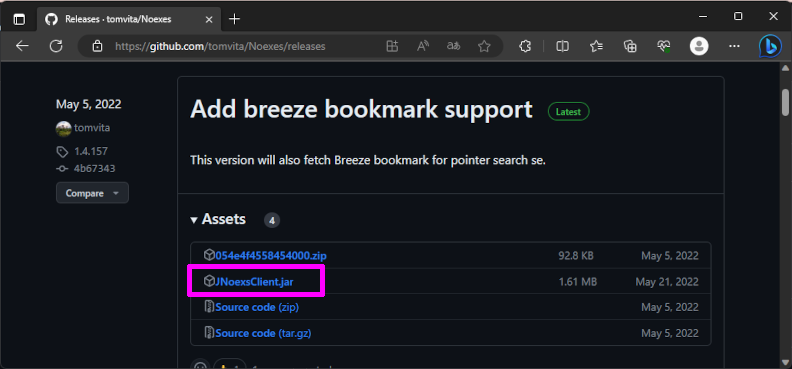 Releases · tomvita/Noexes
https://github.com/tomvita/Noexes/releases
May 5, 2022
tomvita
1.4.157
4b67343
Compare
Add breeze bookmark support
Latest
This version will also fetch Breeze bookmark for pointer search se.
Assets 4
054e4f4558454000.zip 92.8 KB May 5, 2022
JNoexsClient.jar 1.61 MB May 21, 2022
Source code (zip) May 5, 2022
Source code (tar.gz) May 5, 2022